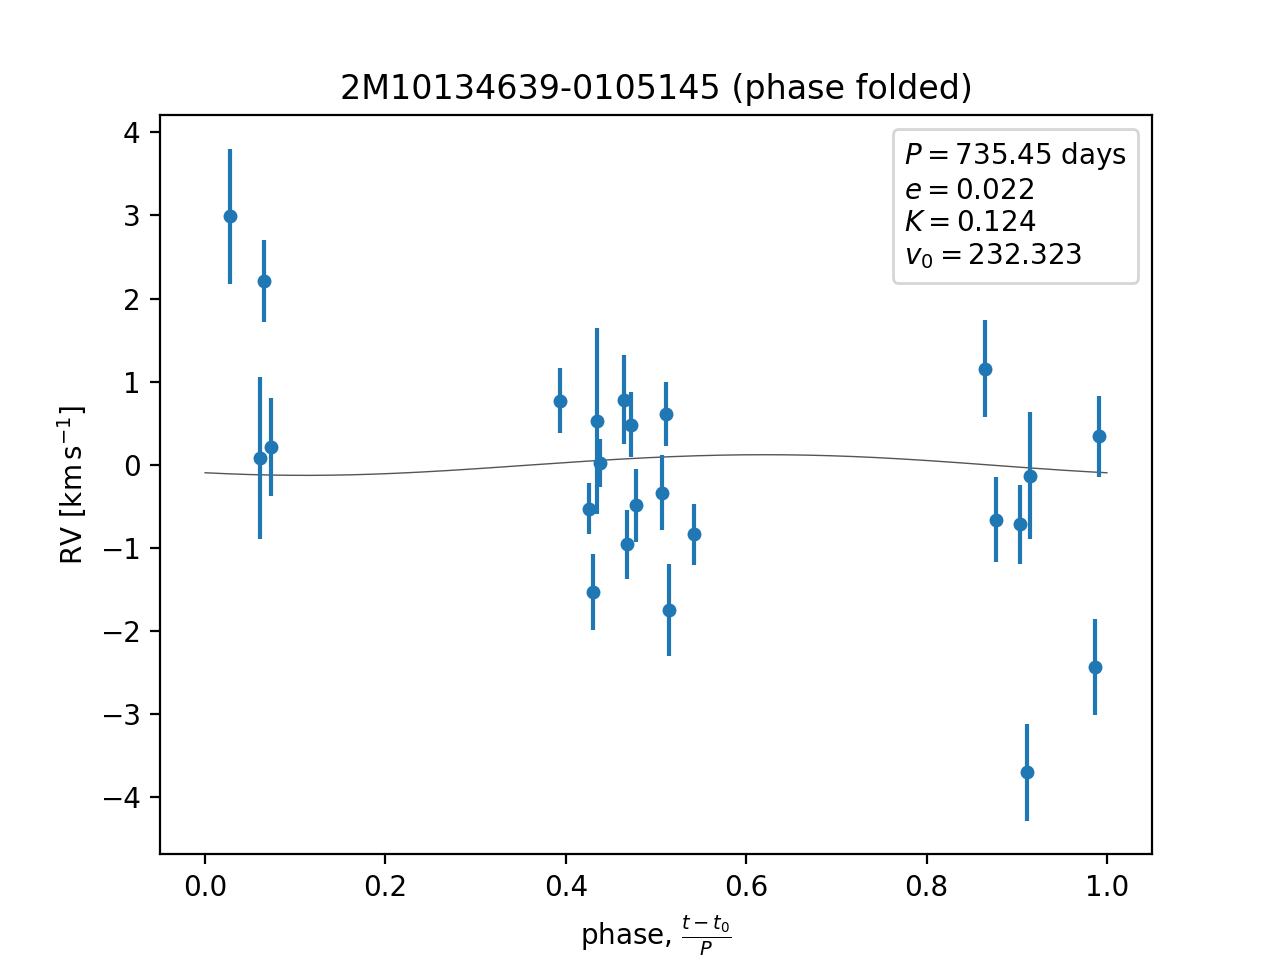 2M10134639-0105145 (phase folded)
P = 735.45 days
e = 0.022
K = 0.124
v₀ = 232.323
RV [km s⁻¹]
4
3
2
1
0
−1
−2
−3
−4
0.0 0.2 0.4 0.6 0.8 1.0
phase, (t − t₀)/P